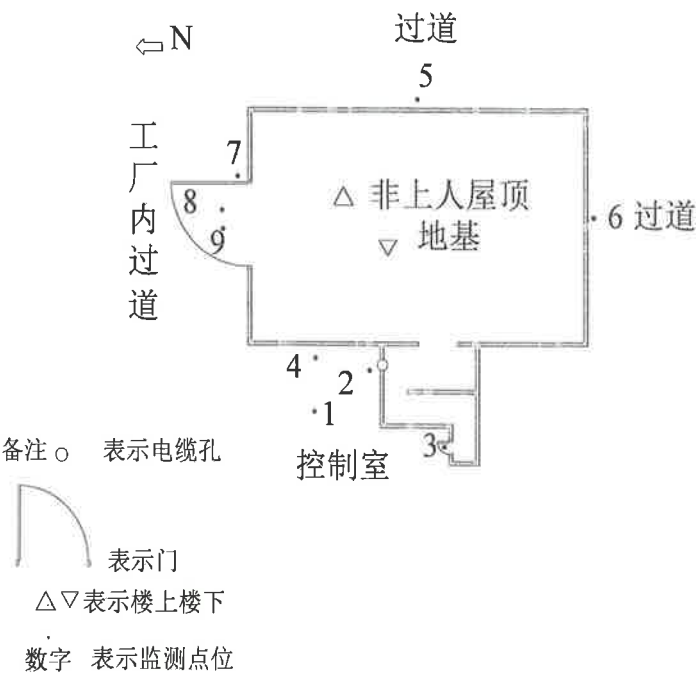 N
过道
5
工厂内过道
7
8
9
△ 非上人屋顶
▽ 地基
6 过道
4
2
1
3
控制室
备注 ○ 表示电缆孔
表示门
△▽表示楼上楼下
数字 表示监测点位